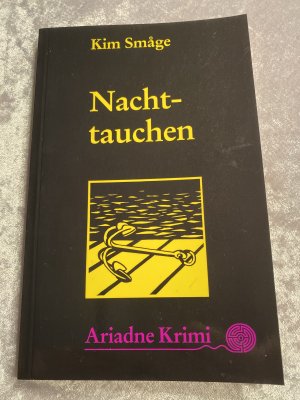 Kim Småge
Nacht-
tauchen
Ariadne Krimi